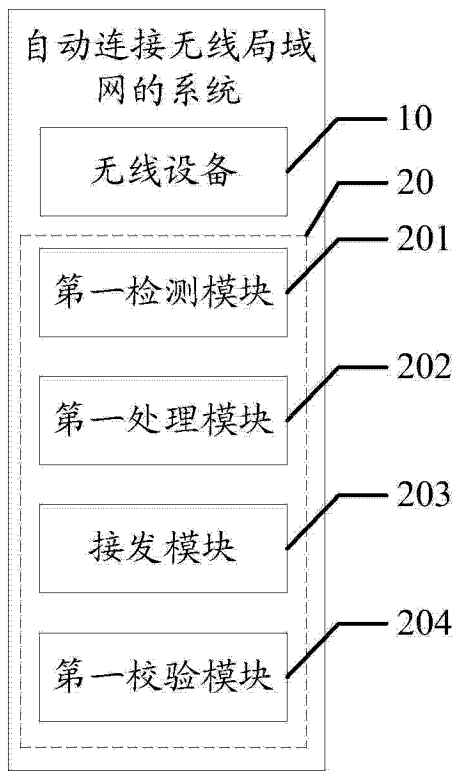 自动连接无线局域
网的系统
无线设备
10
20
第一检测模块
201
第一处理模块
202
接发模块
203
第一校验模块
204